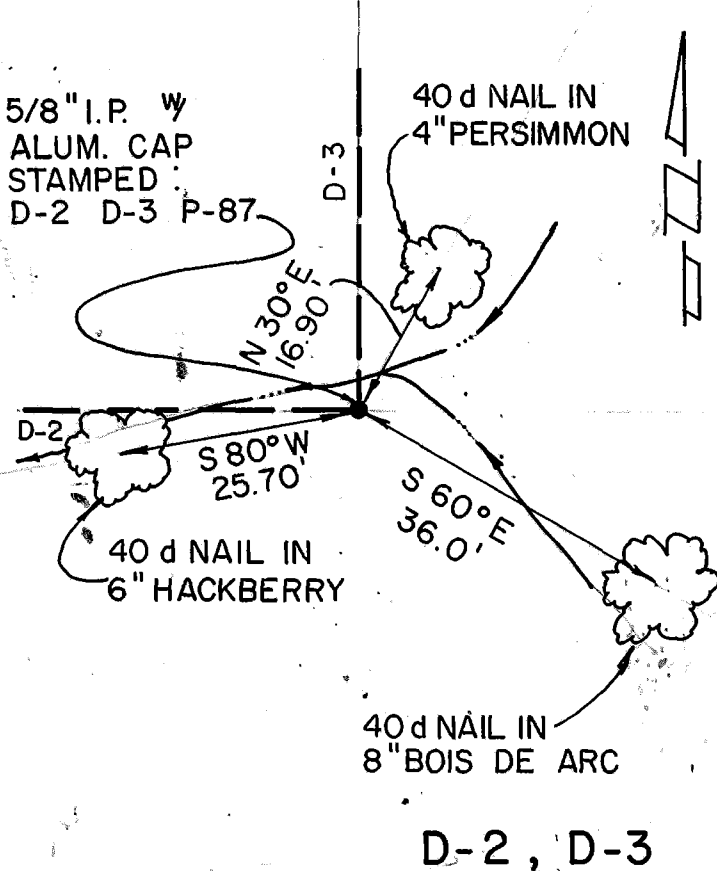 5/8" I.P. W/
ALUM. CAP
STAMPED :
D-2 D-3 P-87
40 d NAIL IN
4" PERSIMMON
D-3
N 30° E
16.90'
D-2
S 80° W
25.70'
S 60° E
36.0'
40 d NAIL IN
6" HACKBERRY
40 d NAIL IN
8" BOIS DE ARC
D-2 , D-3